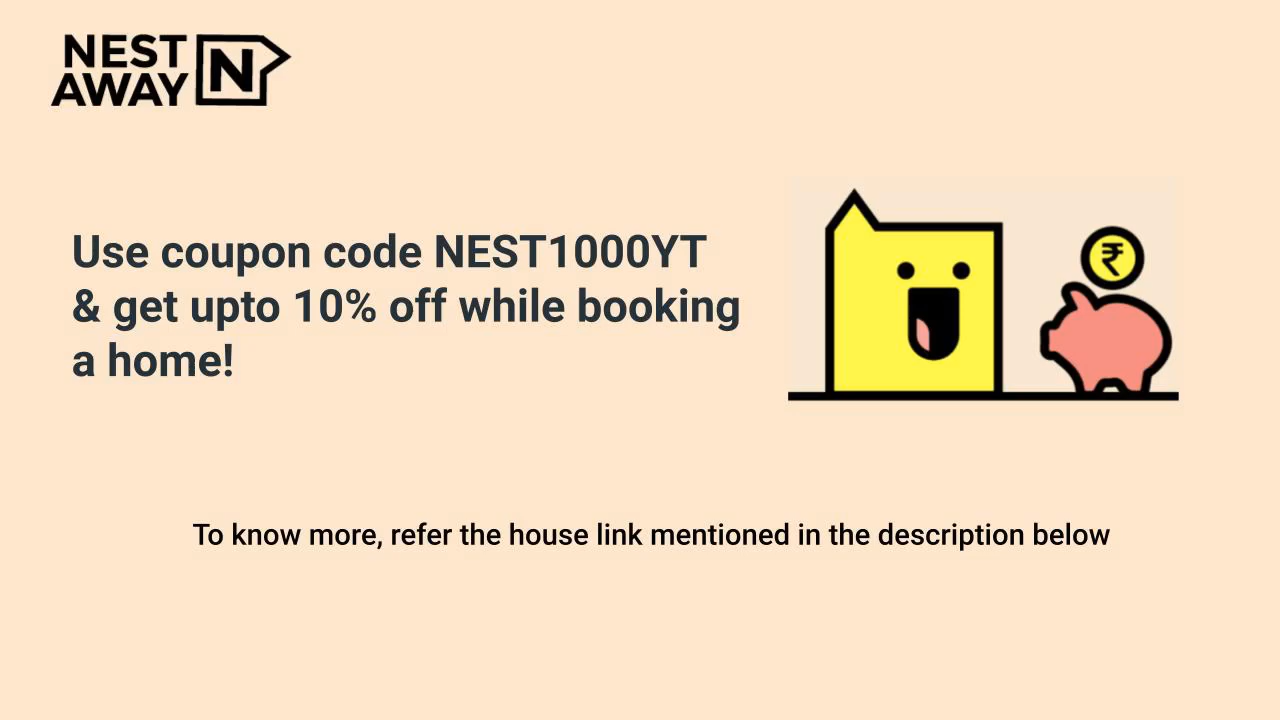 NEST
AWAY N
Use coupon code NEST1000YT
& get upto 10% off while booking
a home!
₹
To know more, refer the house link mentioned in the description below